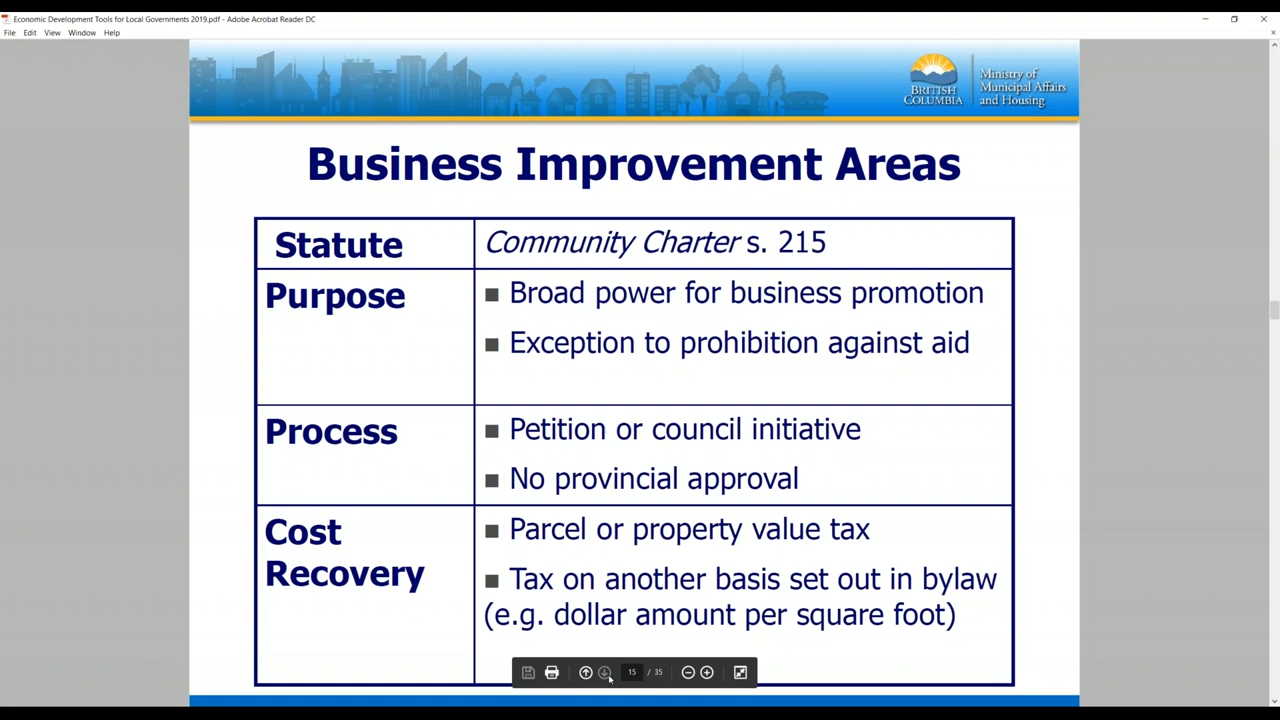 Economic Development Tools for Local Governments 2019.pdf - Adobe Acrobat Reader DC
File Edit View Window Help
BRITISH
COLUMBIA
Ministry of
Municipal Affairs
and Housing
Business Improvement Areas
Statute
Community Charter s. 215
Purpose
■ Broad power for business promotion
■ Exception to prohibition against aid
Process
■ Petition or council initiative
■ No provincial approval
Cost
Recovery
■ Parcel or property value tax
■ Tax on another basis set out in bylaw
(e.g. dollar amount per square foot)
15 / 35